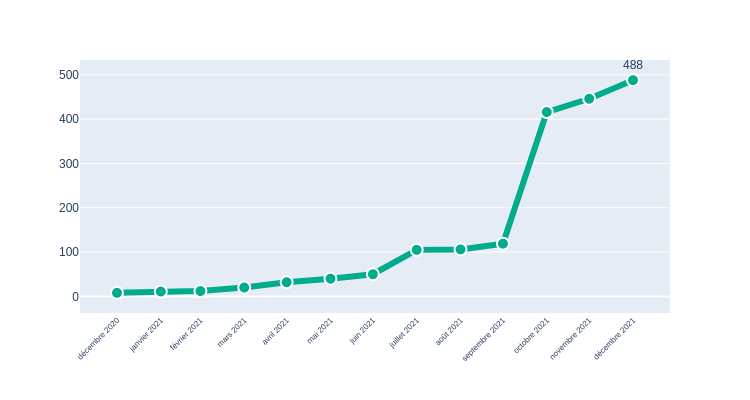 488
500
400
300
200
100
0
décembre 2020
janvier 2021
février 2021
mars 2021
avril 2021
mai 2021
juin 2021
juillet 2021
août 2021
septembre 2021
octobre 2021
novembre 2021
décembre 2021